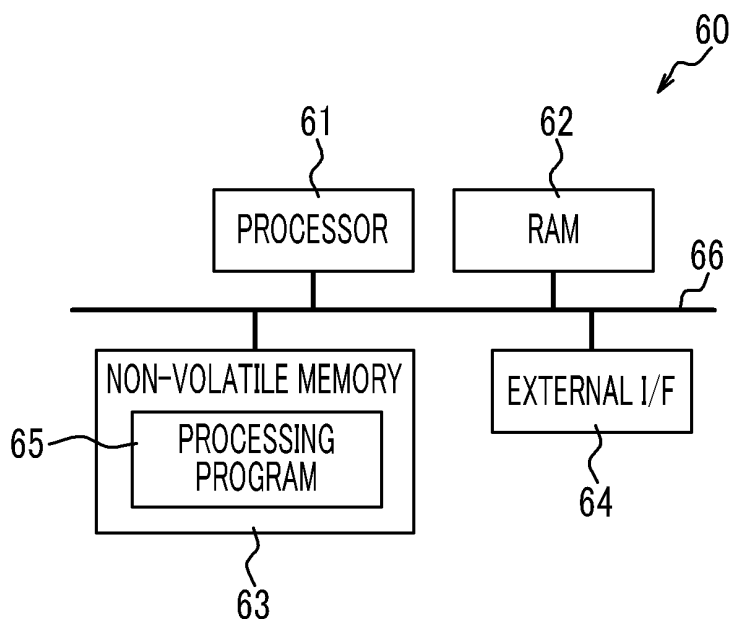 60
61
62
PROCESSOR
RAM
66
NON-VOLATILE MEMORY
EXTERNAL I/F
65
PROCESSING
PROGRAM
64
63